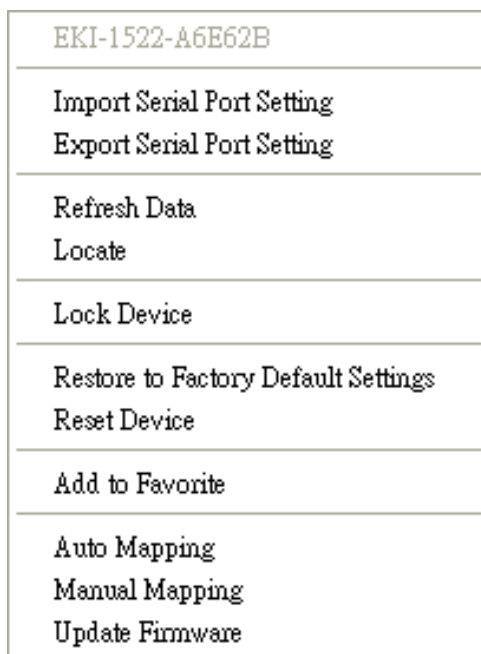 EKI-1522-A6E62B
Import Serial Port Setting
Export Serial Port Setting
Refresh Data
Locate
Lock Device
Restore to Factory Default Settings
Reset Device
Add to Favorite
Auto Mapping
Manual Mapping
Update Firmware